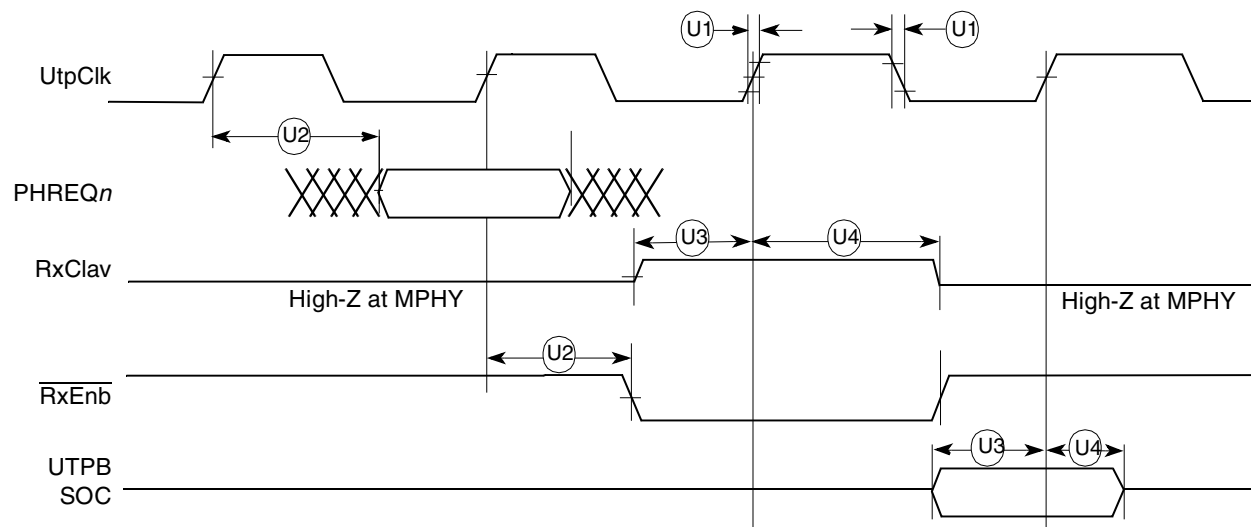 U1
U1
UtpClk
U2
PHREQn
U3
U4
RxClav
High-Z at MPHY
High-Z at MPHY
U2
RxEnb
U3
U4
UTPB
SOC